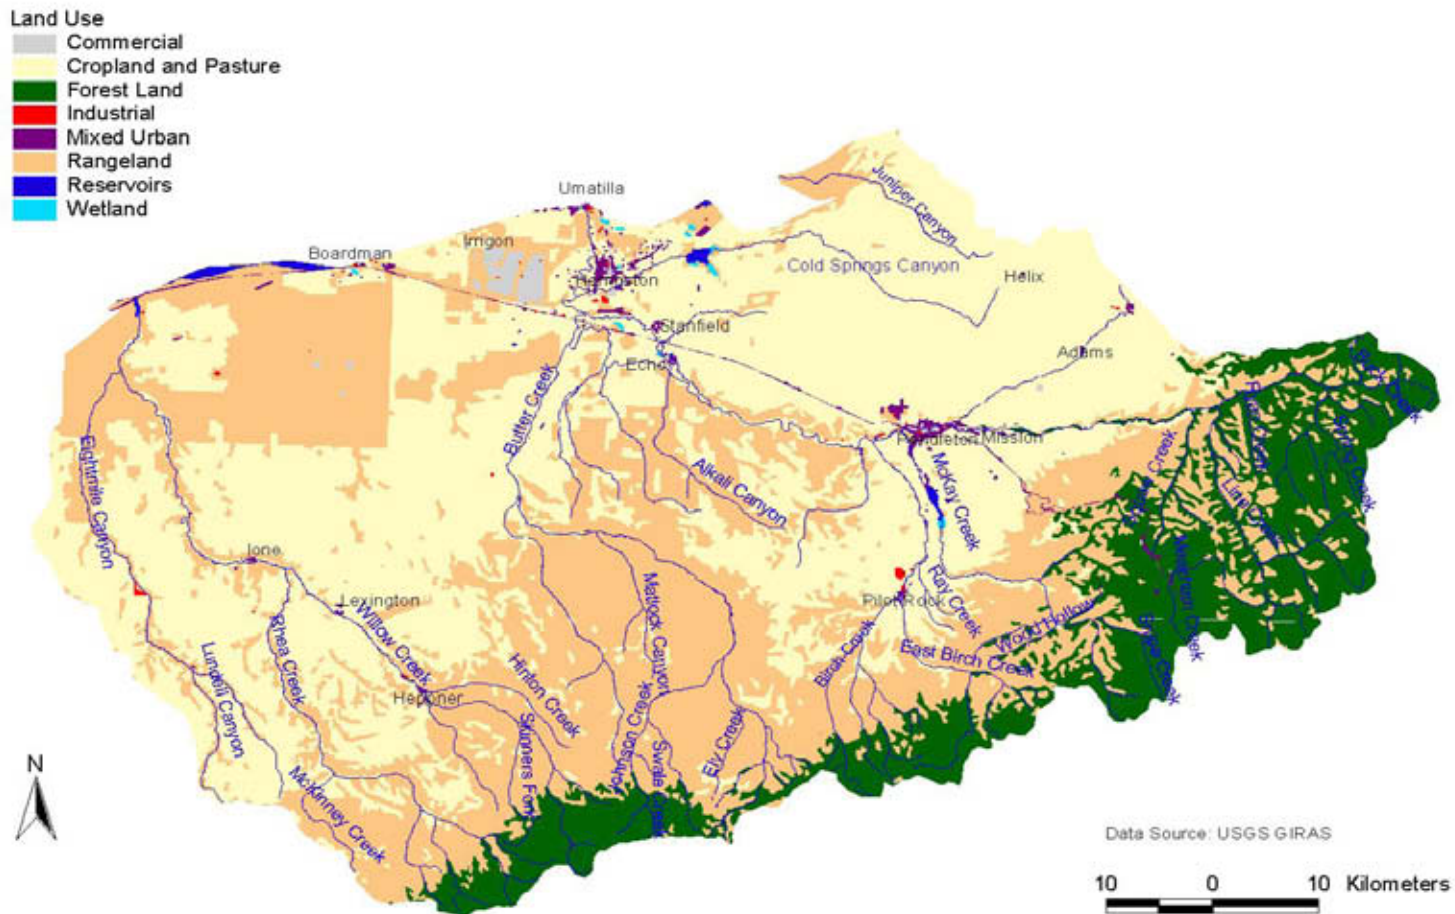 Land Use
Commercial
Cropland and Pasture
Forest Land
Industrial
Mixed Urban
Rangeland
Reservoirs
Wetland
Umatilla
Juniper Canyon
Irrigon
Boardman
Cold Springs Canyon
Helix
Hermiston
Stanfield
Echo
Adams
Butter Creek
Pendleton
Mission
Eightmile Canyon
Alkali Canyon
McKay Creek
Spring Creek
Ione
Lexington
Willow Creek
Rhea Creek
Matlock Canyon
Pilot Rock
Ray Creek
Wood Hollow
East Birch Creek
Birch Creek
Meacham Creek
Lundell Canyon
Heppner
Hinton Creek
Skinners Fork
Johnson Creek
Swale Creek
Ely Creek
McKinney Creek
N
Data Source: USGS GIRAS
10 0 10 Kilometers